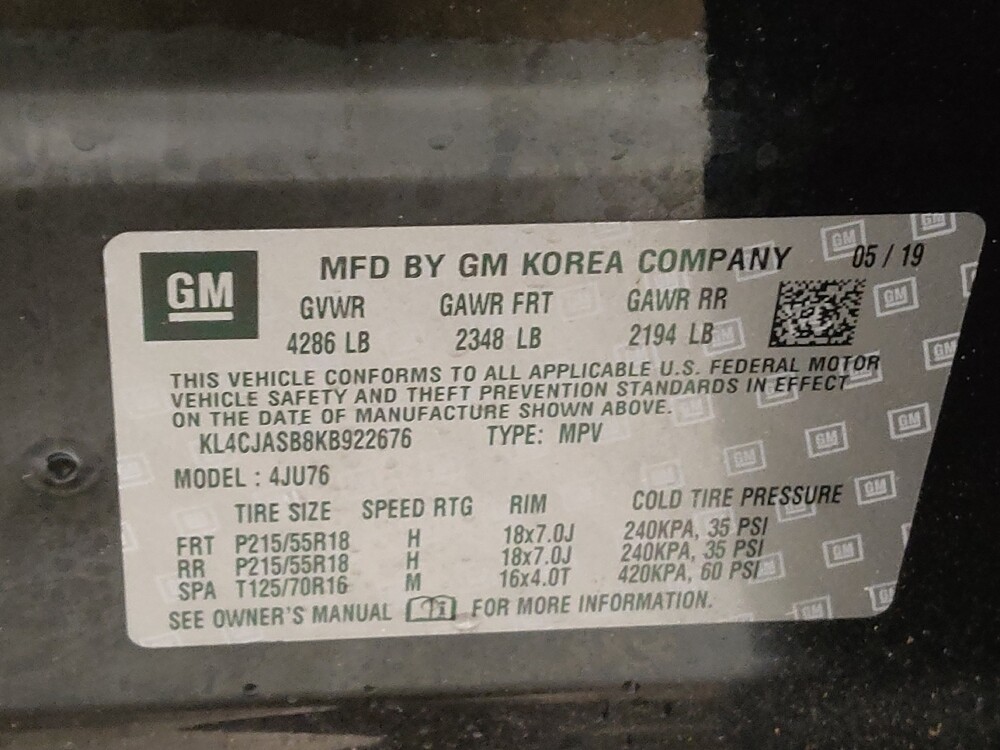 GM
MFD BY GM KOREA COMPANY 05 / 19
GVWR GAWR FRT GAWR RR
4286 LB 2348 LB 2194 LB
THIS VEHICLE CONFORMS TO ALL APPLICABLE U.S. FEDERAL MOTOR
VEHICLE SAFETY AND THEFT PREVENTION STANDARDS IN EFFECT
ON THE DATE OF MANUFACTURE SHOWN ABOVE.
KL4CJASB8KB922676 TYPE: MPV
MODEL : 4JU76
TIRE SIZE SPEED RTG RIM COLD TIRE PRESSURE
FRT P215/55R18 H 18x7.0J 240KPA, 35 PSI
RR P215/55R18 H 18x7.0J 240KPA, 35 PSI
SPA T125/70R16 M 16x4.0T 420KPA, 60 PSI
SEE OWNER'S MANUAL i FOR MORE INFORMATION.